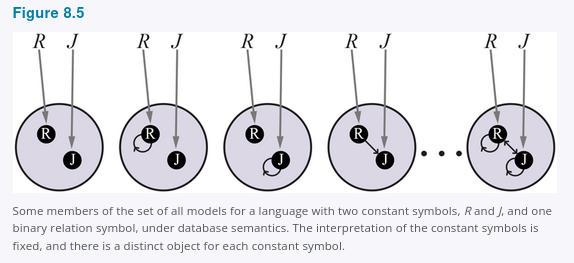 Figure 8.5
R J R J R J R J R J
R R R R R
J J J J J
Some members of the set of all models for a language with two constant symbols, R and J, and one
binary relation symbol, under database semantics. The interpretation of the constant symbols is
fixed, and there is a distinct object for each constant symbol.